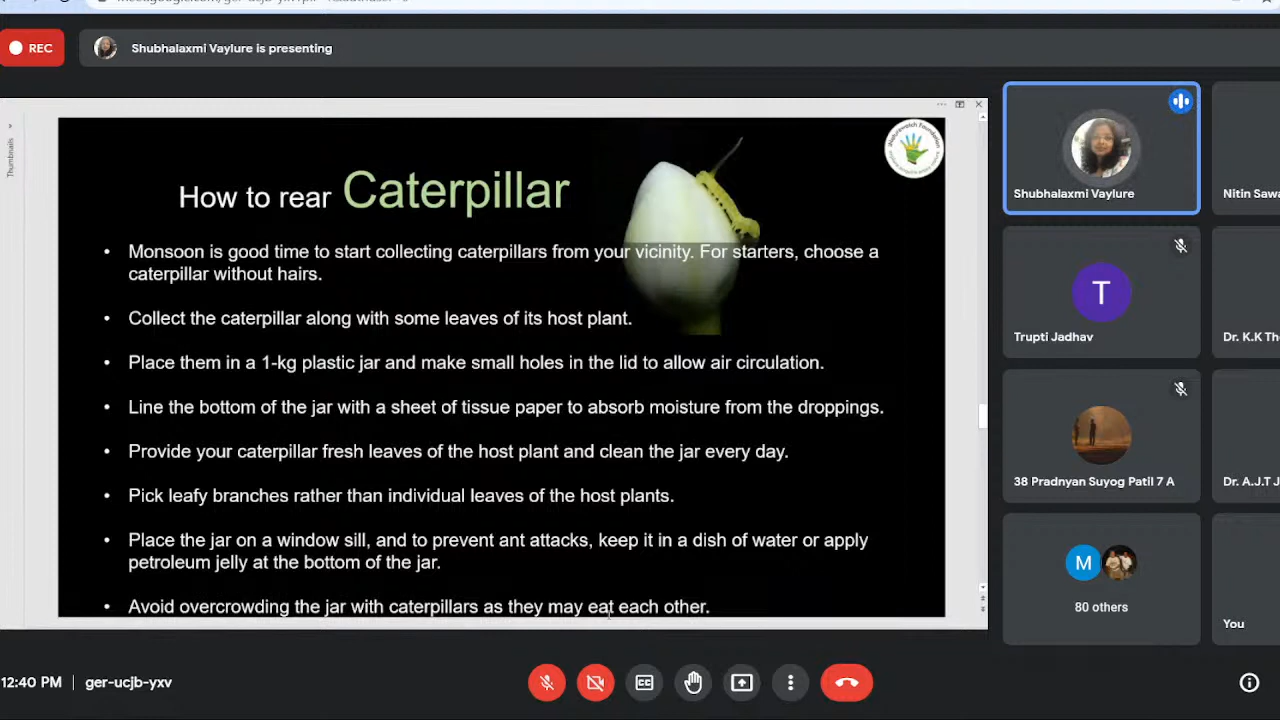 REC
Shubhalaxmi Vaylure is presenting
Thumbnails
How to rear Caterpillar
• Monsoon is good time to start collecting caterpillars from your vicinity. For starters, choose a
caterpillar without hairs.
• Collect the caterpillar along with some leaves of its host plant.
• Place them in a 1-kg plastic jar and make small holes in the lid to allow air circulation.
• Line the bottom of the jar with a sheet of tissue paper to absorb moisture from the droppings.
• Provide your caterpillar fresh leaves of the host plant and clean the jar every day.
• Pick leafy branches rather than individual leaves of the host plants.
• Place the jar on a window sill, and to prevent ant attacks, keep it in a dish of water or apply
petroleum jelly at the bottom of the jar.
• Avoid overcrowding the jar with caterpillars as they may eat each other.
Shubhalaxmi Vaylure
Nitin Sawa
T
Trupti Jadhav
Dr. K.K Th
38 Pradnyan Suyog Patil 7 A
Dr. A.J.T J
M
80 others
You
12:40 PM | ger-ucjb-yxv
CC